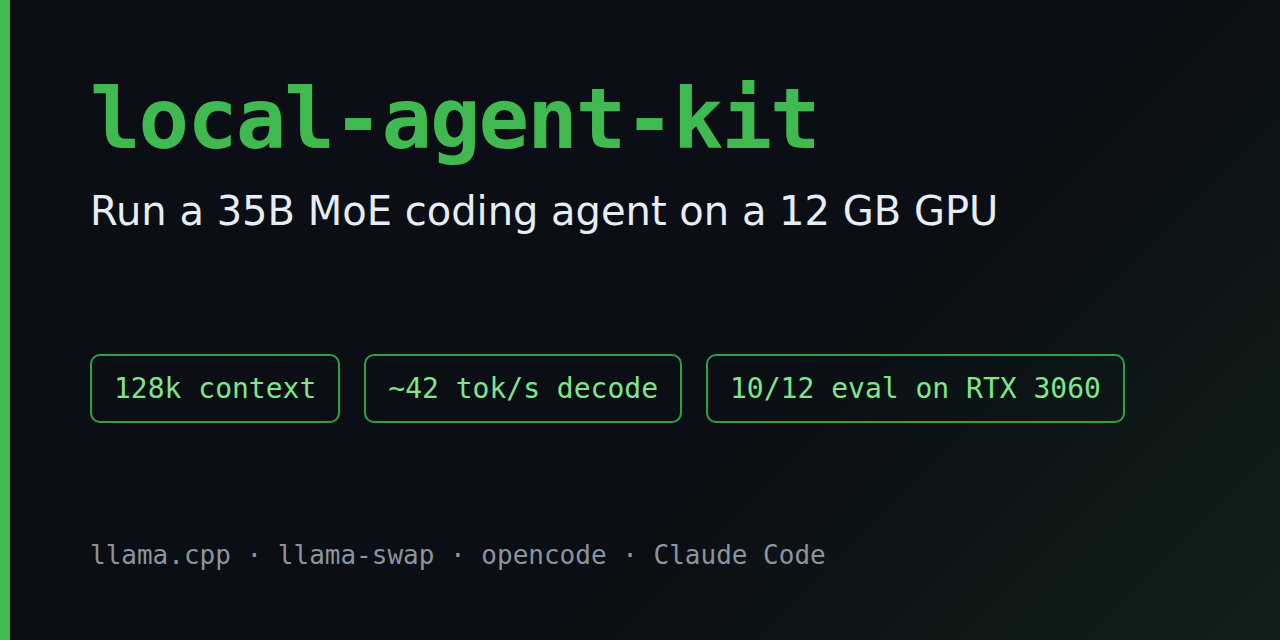 local-agent-kit
Run a 35B MoE coding agent on a 12 GB GPU
128k context
~42 tok/s decode
10/12 eval on RTX 3060
llama.cpp · llama-swap · opencode · Claude Code